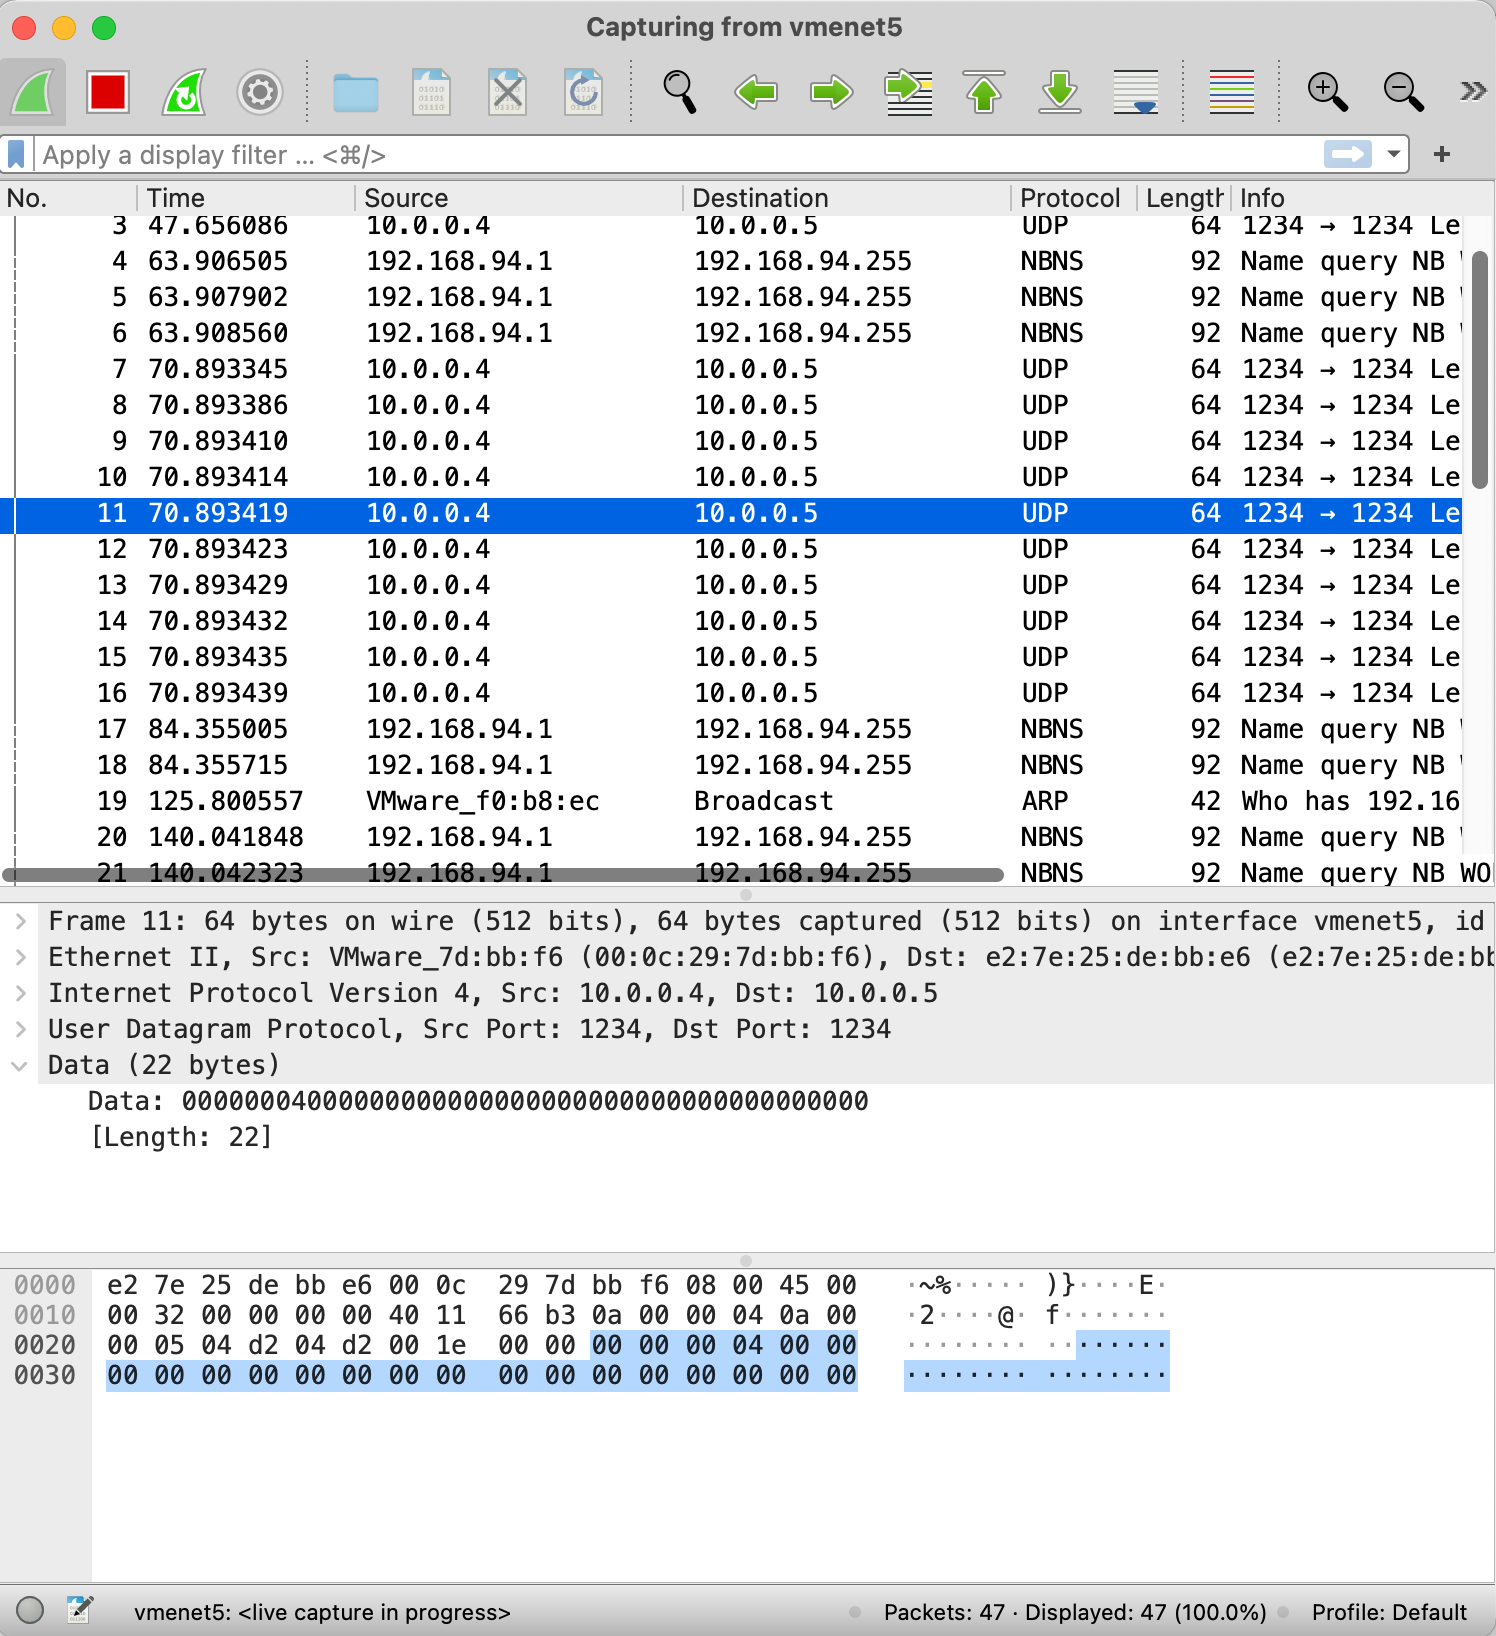 Capturing from vmenet5
Apply a display filter ... <⌘/>
+
No. Time Source Destination Protocol Length Info
3 47.656086 10.0.0.4 10.0.0.5 UDP 64 1234 → 1234 Le
4 63.906505 192.168.94.1 192.168.94.255 NBNS 92 Name query NB
5 63.907902 192.168.94.1 192.168.94.255 NBNS 92 Name query NB
6 63.908560 192.168.94.1 192.168.94.255 NBNS 92 Name query NB
7 70.893345 10.0.0.4 10.0.0.5 UDP 64 1234 → 1234 Le
8 70.893386 10.0.0.4 10.0.0.5 UDP 64 1234 → 1234 Le
9 70.893410 10.0.0.4 10.0.0.5 UDP 64 1234 → 1234 Le
10 70.893414 10.0.0.4 10.0.0.5 UDP 64 1234 → 1234 Le
11 70.893419 10.0.0.4 10.0.0.5 UDP 64 1234 → 1234 Le
12 70.893423 10.0.0.4 10.0.0.5 UDP 64 1234 → 1234 Le
13 70.893429 10.0.0.4 10.0.0.5 UDP 64 1234 → 1234 Le
14 70.893432 10.0.0.4 10.0.0.5 UDP 64 1234 → 1234 Le
15 70.893435 10.0.0.4 10.0.0.5 UDP 64 1234 → 1234 Le
16 70.893439 10.0.0.4 10.0.0.5 UDP 64 1234 → 1234 Le
17 84.355005 192.168.94.1 192.168.94.255 NBNS 92 Name query NB
18 84.355715 192.168.94.1 192.168.94.255 NBNS 92 Name query NB
19 125.800557 VMware_f0:b8:ec Broadcast ARP 42 Who has 192.16
20 140.041848 192.168.94.1 192.168.94.255 NBNS 92 Name query NB
21 140.042323 192.168.94.1 192.168.94.255 NBNS 92 Name query NB WO
Frame 11: 64 bytes on wire (512 bits), 64 bytes captured (512 bits) on interface vmenet5, id
Ethernet II, Src: VMware_7d:bb:f6 (00:0c:29:7d:bb:f6), Dst: e2:7e:25:de:bb:e6 (e2:7e:25:de:bb
Internet Protocol Version 4, Src: 10.0.0.4, Dst: 10.0.0.5
User Datagram Protocol, Src Port: 1234, Dst Port: 1234
Data (22 bytes)
Data: 00000004000000000000000000000000000000000000
[Length: 22]
0000 e2 7e 25 de bb e6 00 0c 29 7d bb f6 08 00 45 00 ·~%····· )}····E·
0010 00 32 00 00 00 00 40 11 66 b3 0a 00 00 04 0a 00 ·2····@· f·······
0020 00 05 04 d2 04 d2 00 1e 00 00 00 00 00 04 00 00 ········ ········
0030 00 00 00 00 00 00 00 00 00 00 00 00 00 00 00 00 ········ ········
vmenet5: <live capture in progress> Packets: 47 · Displayed: 47 (100.0%) Profile: Default